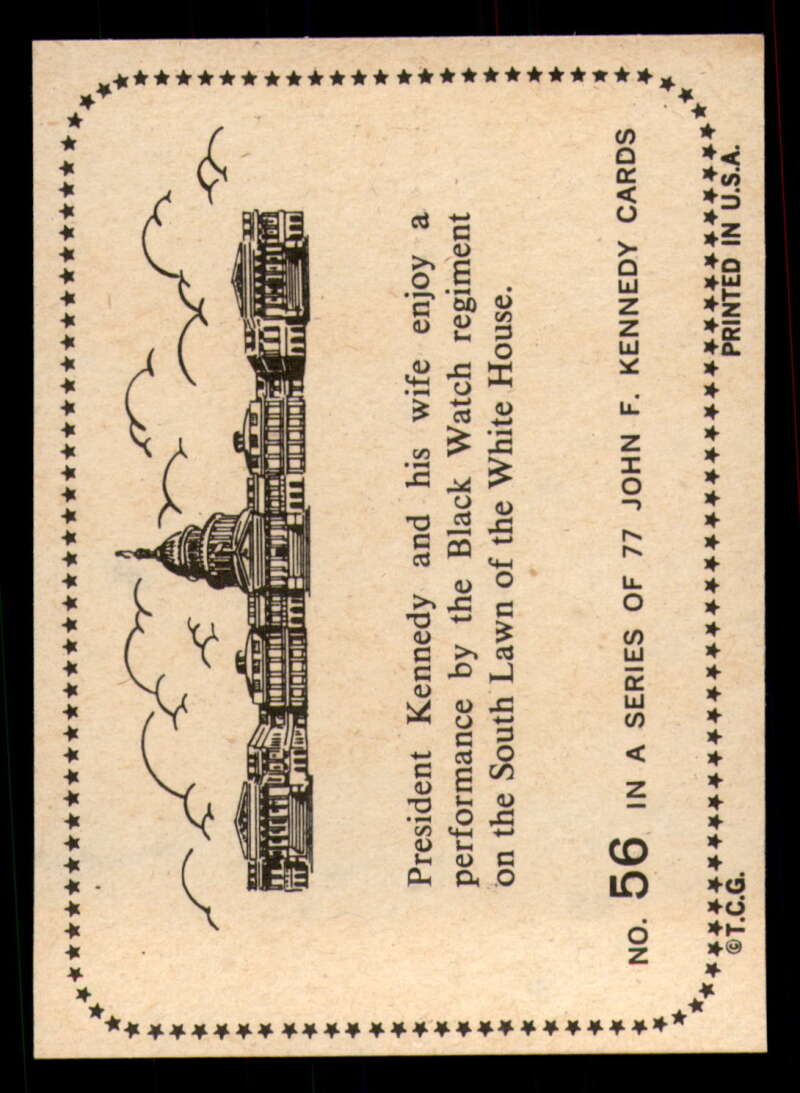 President Kennedy and his wife enjoy a
performance by the Black Watch regiment
on the South Lawn of the White House.
NO. 56 IN A SERIES OF 77 JOHN F. KENNEDY CARDS
©T.C.G. PRINTED IN U.S.A.